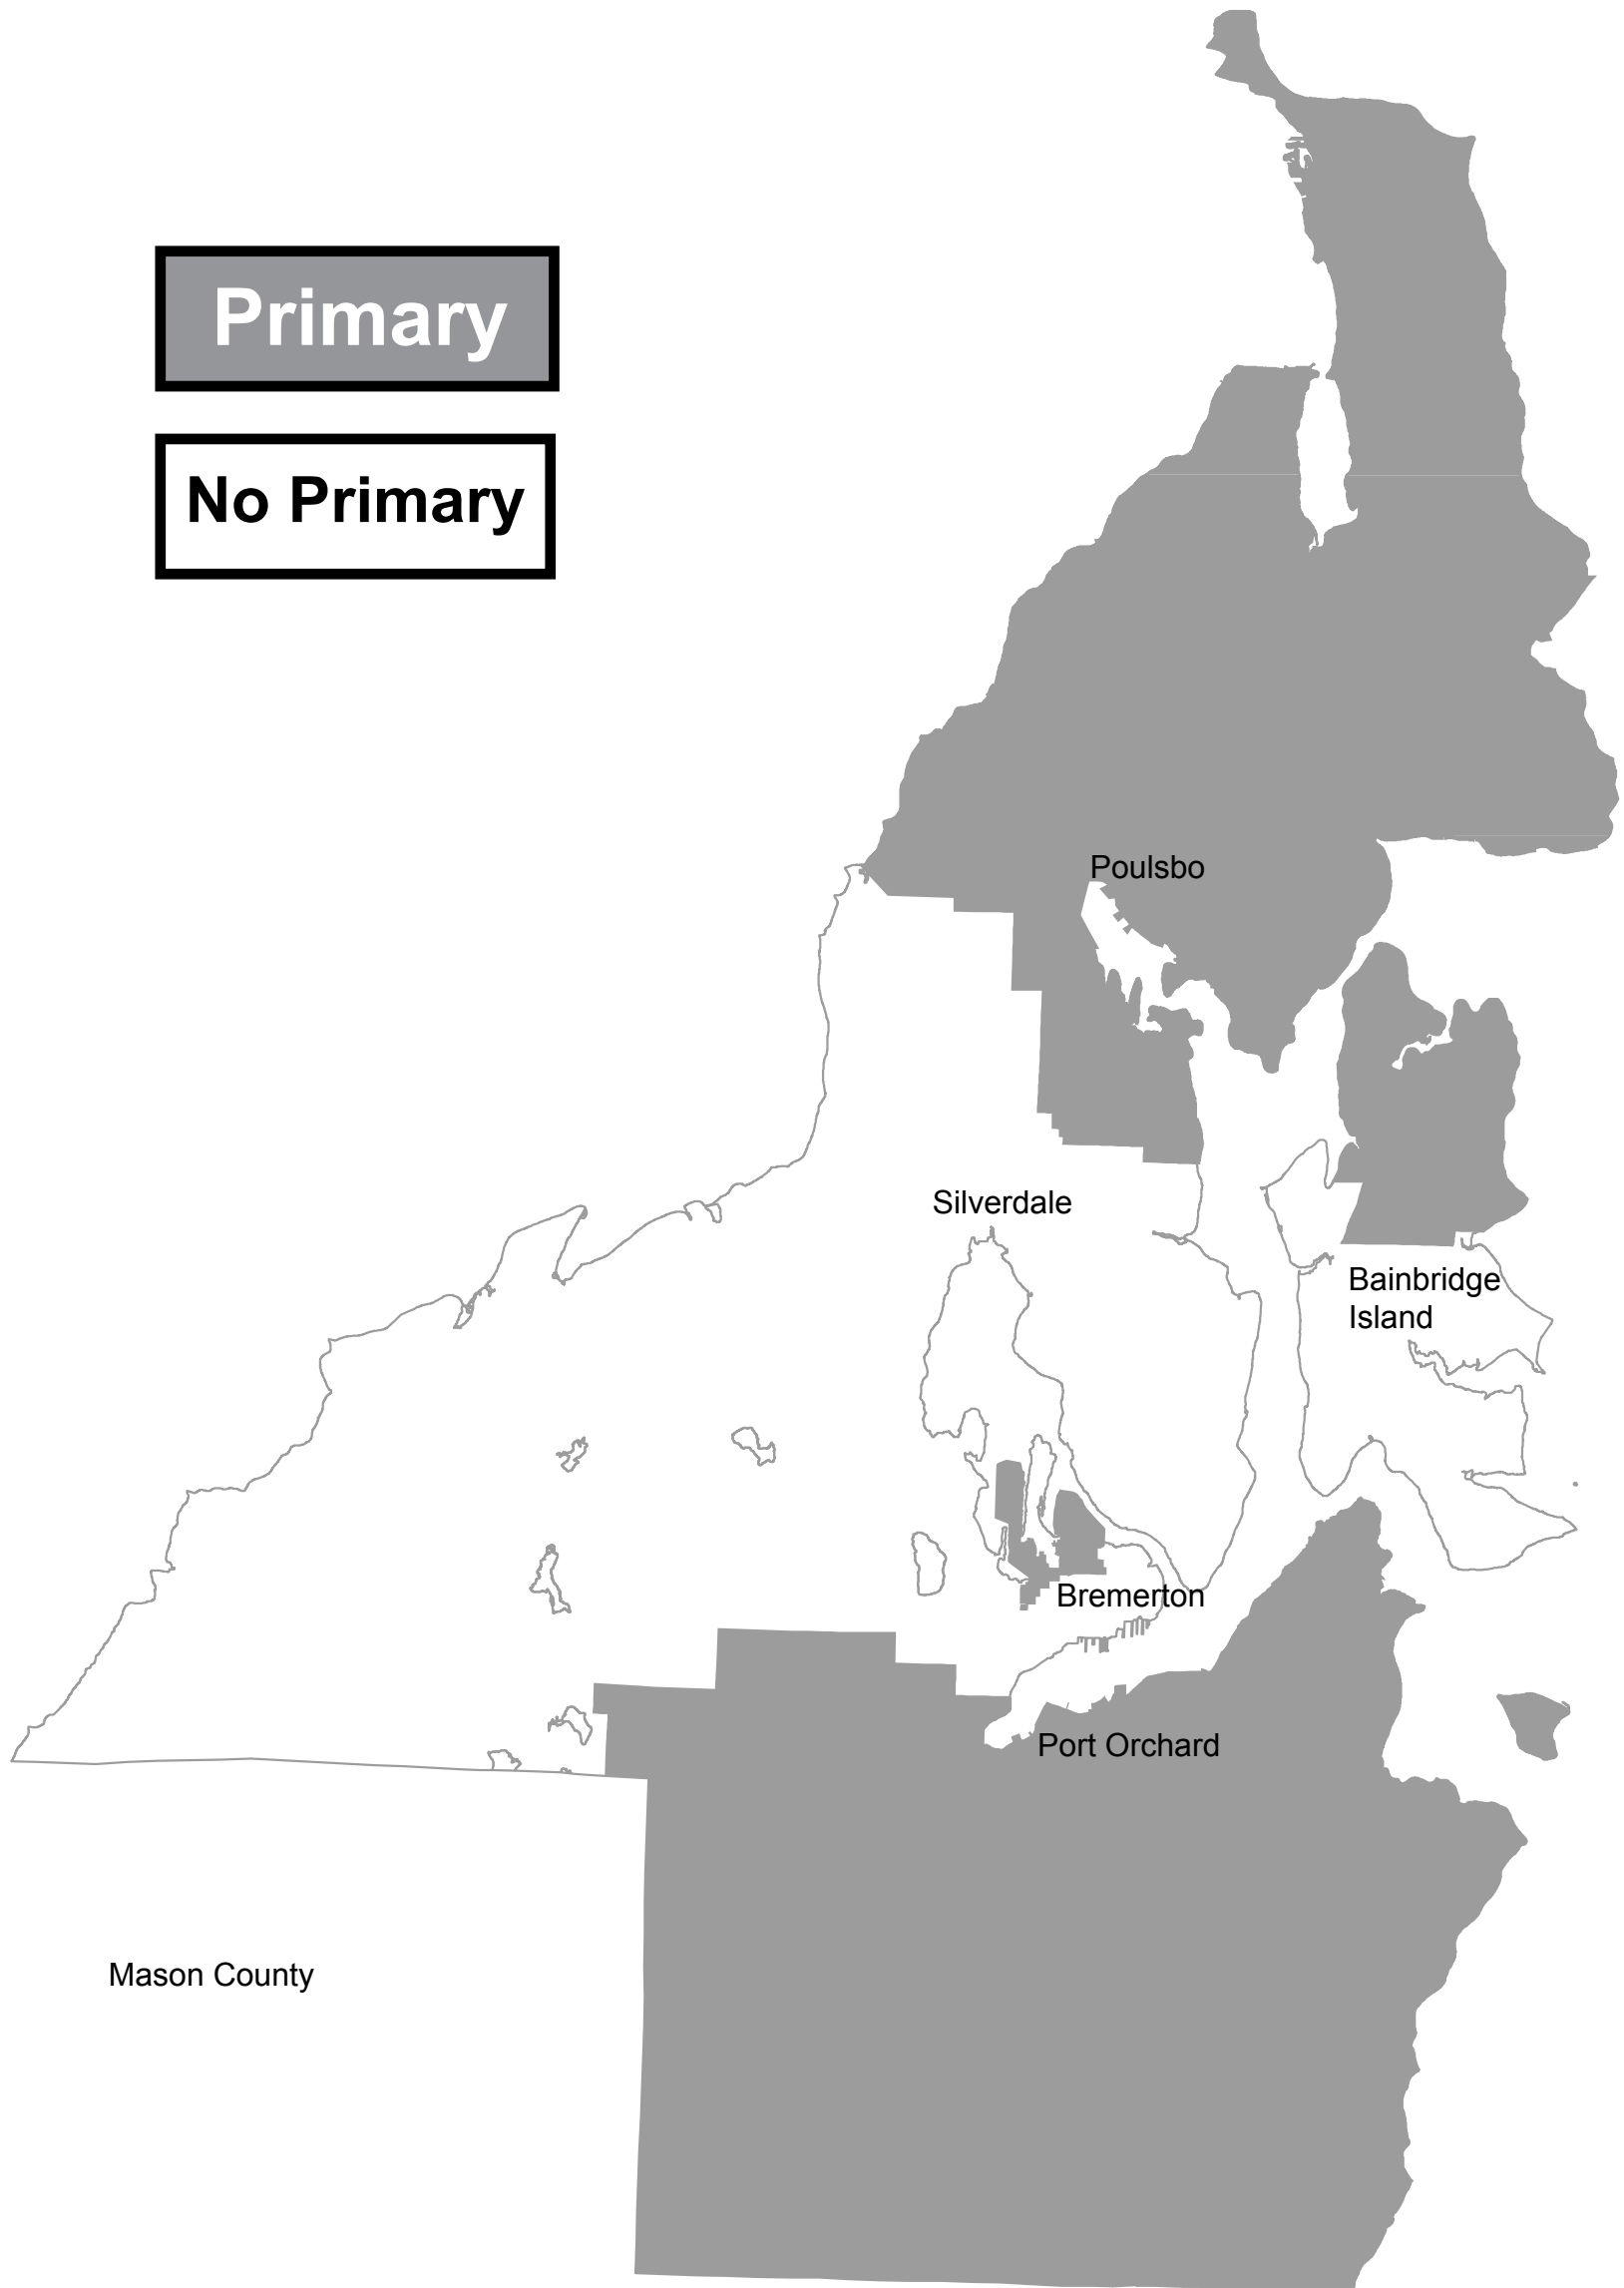 Primary
No Primary
Poulsbo
Silverdale
Bainbridge
Island
Bremerton
Port Orchard
Mason County